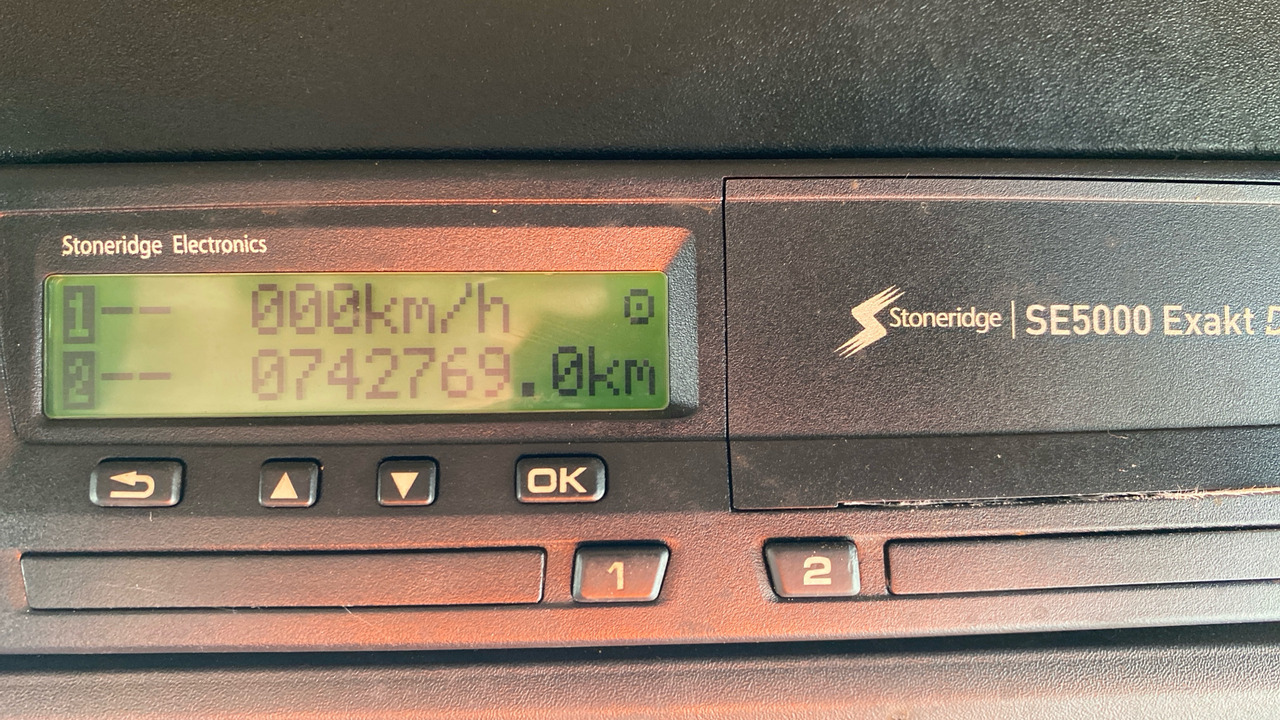 Stoneridge Electronics
1-- 000km/h
2-- 0742769.0km
Stoneridge | SE5000 Exakt
OK
1
2